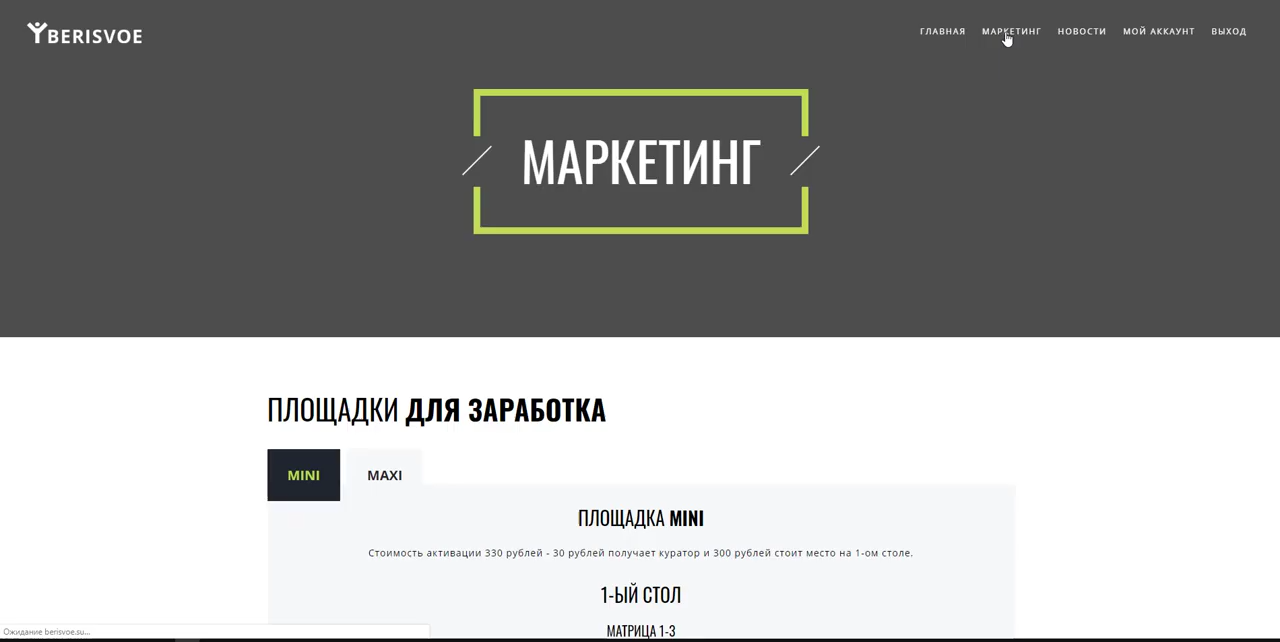 BERISVOE
ГЛАВНАЯ МАРКЕТИНГ НОВОСТИ МОЙ АККАУНТ ВЫХОД
МАРКЕТИНГ
ПЛОЩАДКИ ДЛЯ ЗАРАБОТКА
MINI MAXI
ПЛОЩАДКА MINI
Стоимость активации 330 рублей - 30 рублей получает куратор и 300 рублей стоит место на 1-ом столе.
1-ЫЙ СТОЛ
МАТРИЦА 1-3
Ожидание berisvoe.su...